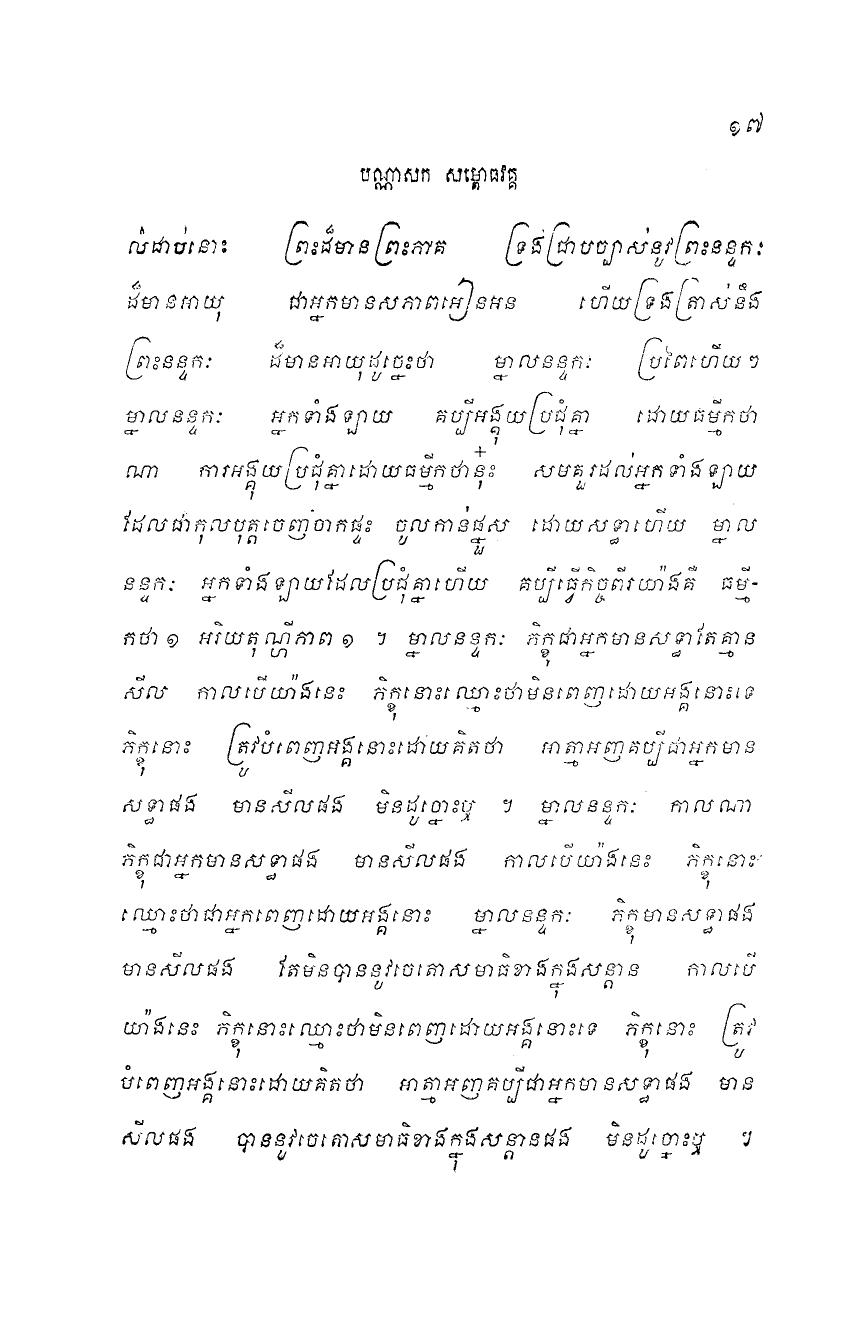 ១៧
បណ្ណាសក សម្ពោធវគ្គ
លំដាប់នោះ ព្រះដ៏មានព្រះភាគ ទ្រង់ជ្រាបច្បាស់នូវព្រះនន្ទកៈ
ដ៏មានអាយុ ជាអ្នកមានសភាពអៀនអន ហើយទ្រង់ត្រាស់នឹង
ព្រះនន្ទកៈ ដ៏មានអាយុដូច្នេះថា ម្នាលនន្ទកៈ ប្រពៃហើយៗ
ម្នាលនន្ទកៈ អ្នកទាំងឡាយ គប្បីអង្គុយប្រជុំគ្នា ដោយធម្មីកថា
ណា ការអង្គុយប្រជុំគ្នាដោយធម្មីកថានុ៎ះ សមគួរដល់អ្នកទាំងឡាយ
ដែលជាកុលបុត្តចេញចាកផ្ទះ ចូលកាន់ផ្នួស ដោយសទ្ធាហើយ ម្នាល
នន្ទកៈ អ្នកទាំងឡាយដែលប្រជុំគ្នាហើយ គប្បីធ្វើកិច្ចពីរយ៉ាងគឺ ធម្មី-
កថា ១ អរិយតុណ្ហីភាព ១ ។ ម្នាលនន្ទកៈ ភិក្ខុជាអ្នកមានសទ្ធាតែគ្មាន
សីល កាលបើយ៉ាងនេះ ភិក្ខុនោះឈ្មោះថាមិនពេញដោយអង្គនោះទេ
ភិក្ខុនោះ ត្រូវបំពេញអង្គនោះដោយគិតថា អាត្មាអញគប្បីជាអ្នកមាន
សទ្ធាផង មានសីលផង មិនដូច្នោះឬ ។ ម្នាលនន្ទកៈ កាលណា
ភិក្ខុជាអ្នកមានសទ្ធាផង មានសីលផង កាលបើយ៉ាងនេះ ភិក្ខុនោះ
ឈ្មោះថាជាអ្នកពេញដោយអង្គនោះ ម្នាលនន្ទកៈ ភិក្ខុមានសទ្ធាផង
មានសីលផង តែមិនបាននូវចេតោសមាធិខាងក្នុងសន្តាន កាលបើ
យ៉ាងនេះ ភិក្ខុនោះឈ្មោះថាមិនពេញដោយអង្គនោះទេ ភិក្ខុនោះ ត្រូវ
បំពេញអង្គនោះដោយគិតថា អាត្មាអញគប្បីជាអ្នកមានសទ្ធាផង មាន
សីលផង បាននូវចេតោសមាធិខាងក្នុងសន្តានផង មិនដូច្នោះឬ ។